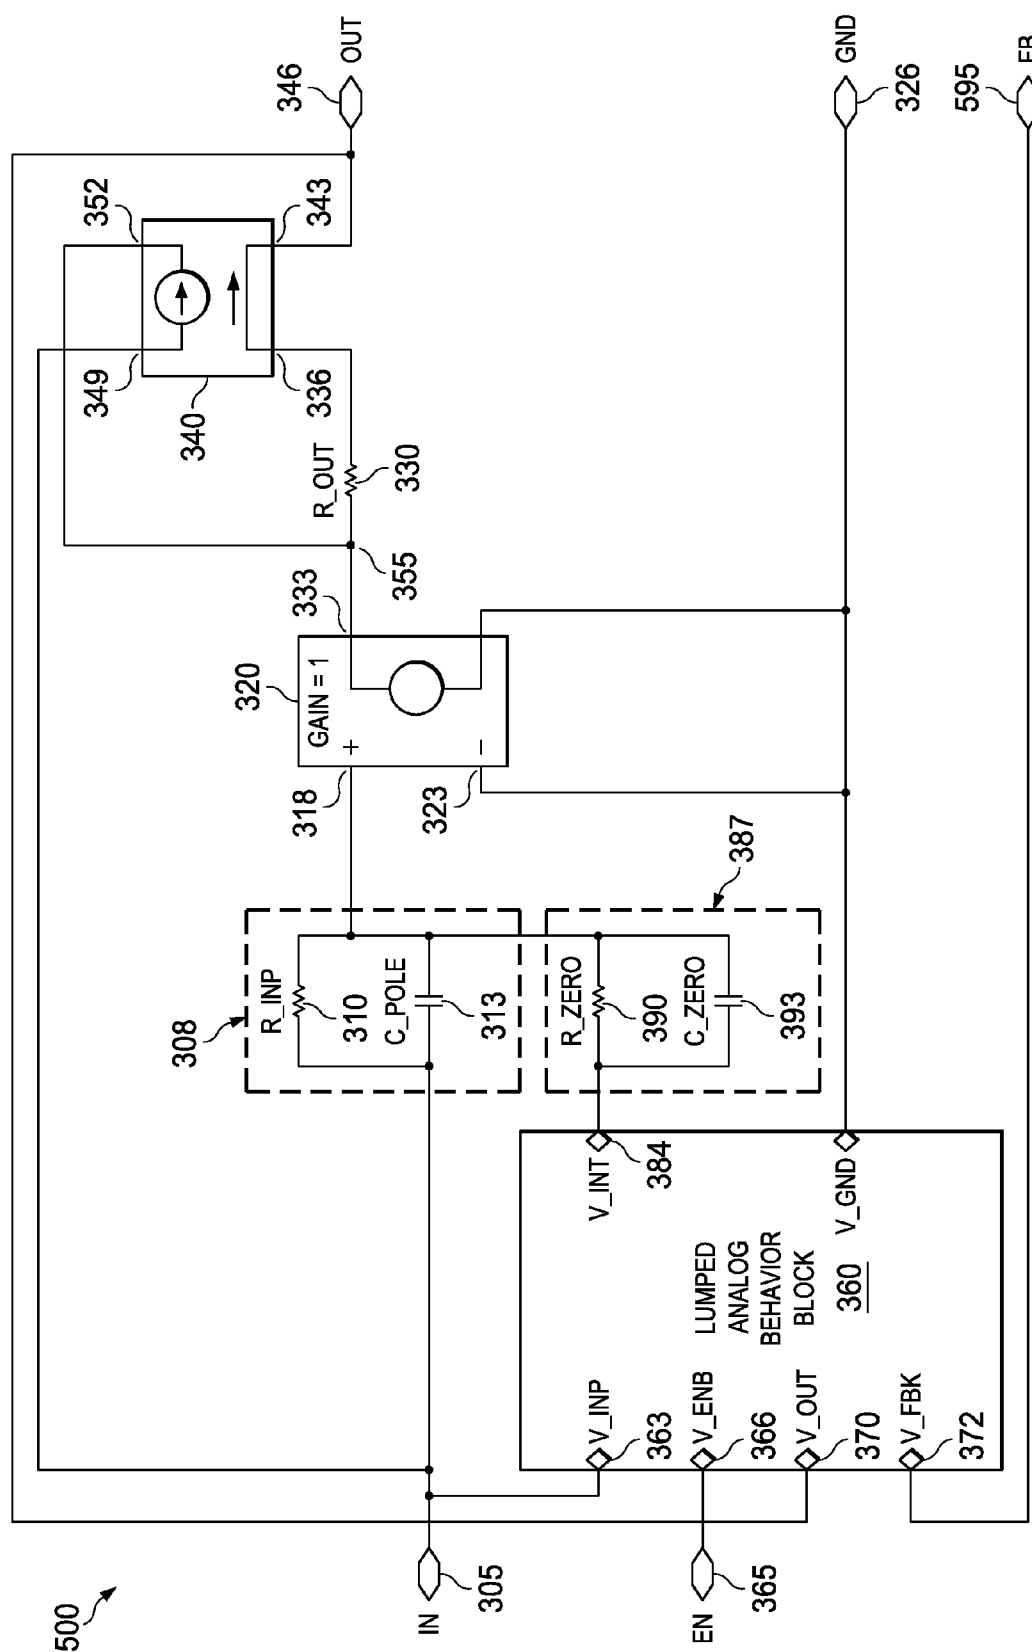 500
IN
305
EN
365
V_INP
363
V_ENB
366
V_OUT
370
V_FBK
372
LUMPED
ANALOG
BEHAVIOR
BLOCK
360
V_INT
384
V_GND
308
R_INP
310
C_POLE
313
R_ZERO
390
C_ZERO
393
387
318
323
320
GAIN = 1
+
−
333
355
R_OUT
330
340
349
336
352
343
346
OUT
GND
326
595